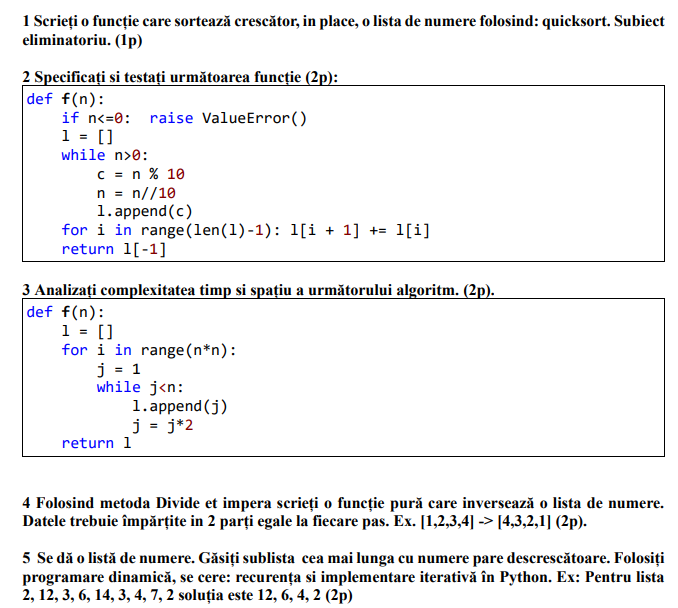 1 Scrieți o funcție care sortează crescător, in place, o lista de numere folosind: quicksort. Subiect
eliminatoriu. (1p)
2 Specificați si testați următoarea funcție (2p):
def f(n):
    if n<=0:  raise ValueError()
    l = []
    while n>0:
        c = n % 10
        n = n//10
        l.append(c)
    for i in range(len(l)-1): l[i + 1] += l[i]
    return l[-1]
3 Analizați complexitatea timp si spațiu a următorului algoritm. (2p).
def f(n):
    l = []
    for i in range(n*n):
        j = 1
        while j<n:
            l.append(j)
            j = j*2
    return l
4 Folosind metoda Divide et impera scrieți o funcție pură care inversează o lista de numere.
Datele trebuie împărțite in 2 parți egale la fiecare pas. Ex. [1,2,3,4] -> [4,3,2,1] (2p).
5  Se dă o listă de numere. Găsiți sublista  cea mai lunga cu numere pare descrescătoare. Folosiți
programare dinamică, se cere: recurența si implementare iterativă în Python. Ex: Pentru lista
2, 12, 3, 6, 14, 3, 4, 7, 2 soluția este 12, 6, 4, 2 (2p)